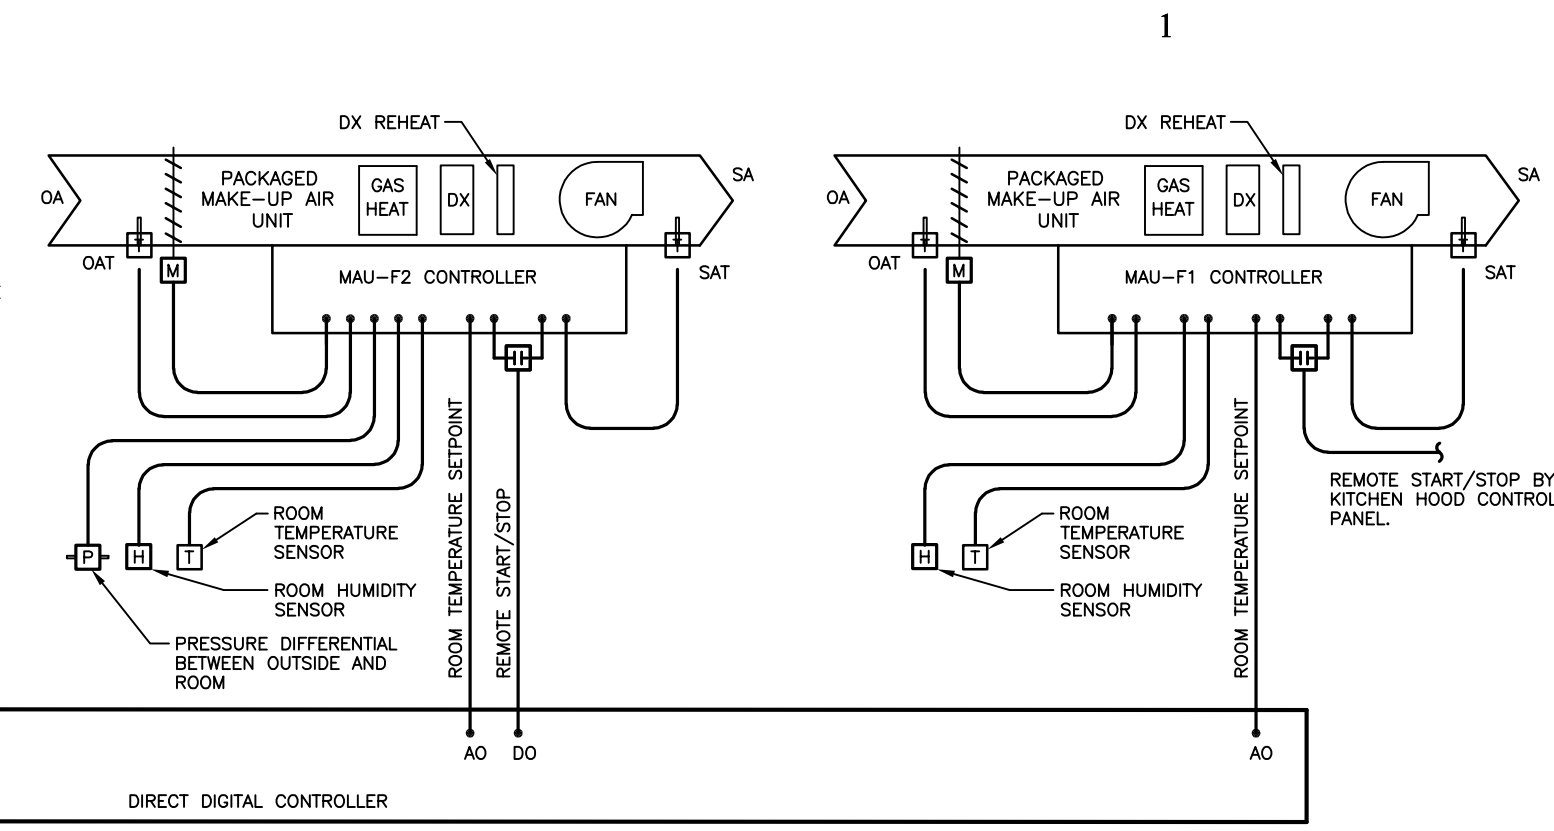 1
DX REHEAT
OA
PACKAGED
MAKE-UP AIR
UNIT
GAS
HEAT
DX
FAN
SA
OAT
M
MAU-F2 CONTROLLER
SAT
ROOM TEMPERATURE SETPOINT
REMOTE START/STOP
P
H
T
ROOM
TEMPERATURE
SENSOR
ROOM HUMIDITY
SENSOR
PRESSURE DIFFERENTIAL
BETWEEN OUTSIDE AND
ROOM
AO
DO
DX REHEAT
OA
PACKAGED
MAKE-UP AIR
UNIT
GAS
HEAT
DX
FAN
SA
OAT
M
MAU-F1 CONTROLLER
SAT
ROOM TEMPERATURE SETPOINT
REMOTE START/STOP BY
KITCHEN HOOD CONTROL
PANEL.
H
T
ROOM
TEMPERATURE
SENSOR
ROOM HUMIDITY
SENSOR
AO
DIRECT DIGITAL CONTROLLER